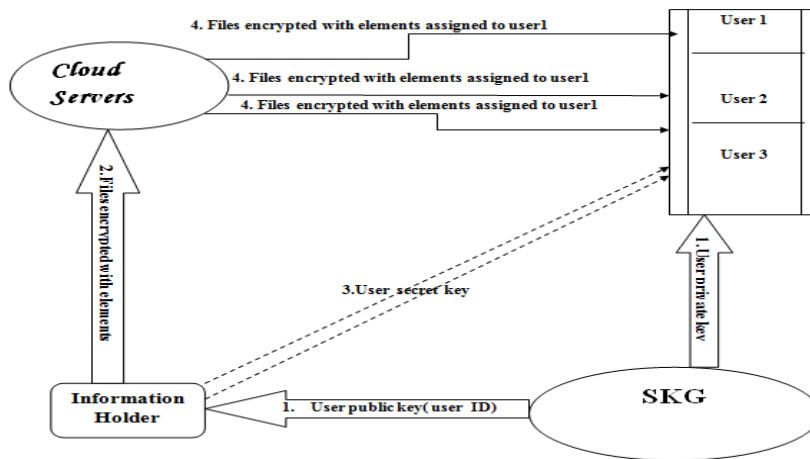 4. Files encrypted with elements assigned to user1
User 1
Cloud
Servers
4. Files encrypted with elements assigned to user1
4. Files encrypted with elements assigned to user1
User 2
User 3
2.Files encrypted with elements
1.User private key
3.User secret key
Information
Holder
1. User public key( user ID)
SKG